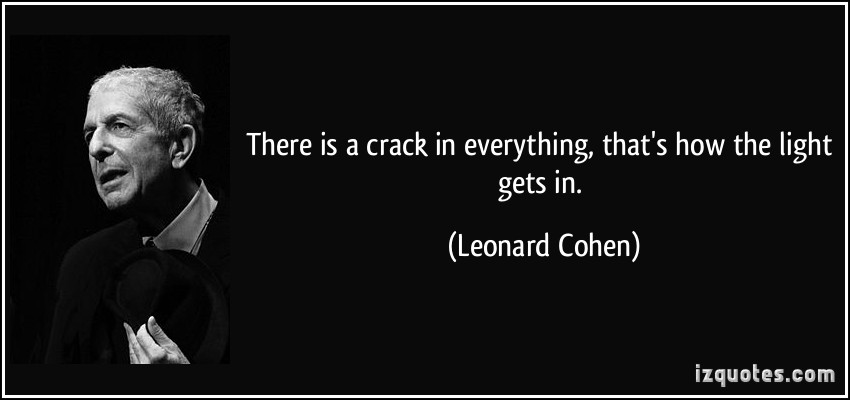 There is a crack in everything, that's how the light
gets in.
(Leonard Cohen)
izquotes.com